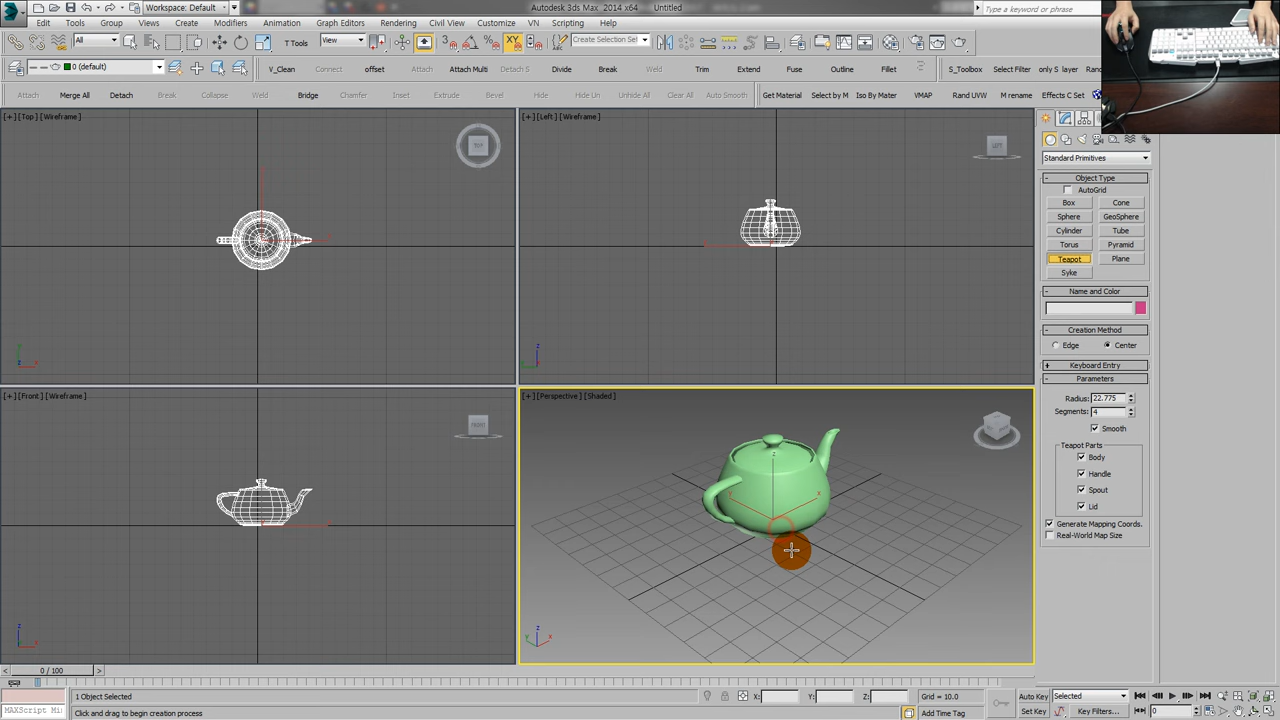 Workspace: Default
Autodesk 3ds Max 2014 x64
Untitled
Type a keyword or phrase
Edit
Tools
Group
Views
Create
Modifiers
Animation
Graph Editors
Rendering
Civil View
Customize
VN
Scripting
Help
All
T Tools
View
XY
Create Selection Set
0 (default)
V_Clean
Connect
offset
Attach
Attach Multi
Detach S
Divide
Break
Weld
Trim
Extend
Fuse
Outline
Fillet
S_Toolbox
Select Filter
only S layer
Attach
Merge All
Detach
Break
Collapse
Weld
Bridge
Chamfer
Inset
Extrude
Bevel
Hide
Hide Un
Unhide All
Clear All
Auto Smooth
Get Material
Select by M
Iso By Mater
VMAP
Rand UVW
M rename
Effects C Set
[+] [Top] [Wireframe]
TOP
[+] [Left] [Wireframe]
LEFT
[+] [Front] [Wireframe]
FRONT
[+] [Perspective] [Shaded]
Standard Primitives
Object Type
AutoGrid
Box
Cone
Sphere
GeoSphere
Cylinder
Tube
Torus
Pyramid
Teapot
Plane
Syke
Name and Color
Creation Method
Edge
Center
Keyboard Entry
Parameters
Radius: 22.775
Segments: 4
Smooth
Teapot Parts
Body
Handle
Spout
Lid
Generate Mapping Coords.
Real-World Map Size
0 / 100
1 Object Selected
X:
Y:
Z:
Grid = 10.0
Auto Key
Selected
MAXScript Mi
Click and drag to begin creation process
Add Time Tag
Set Key
Key Filters...
0